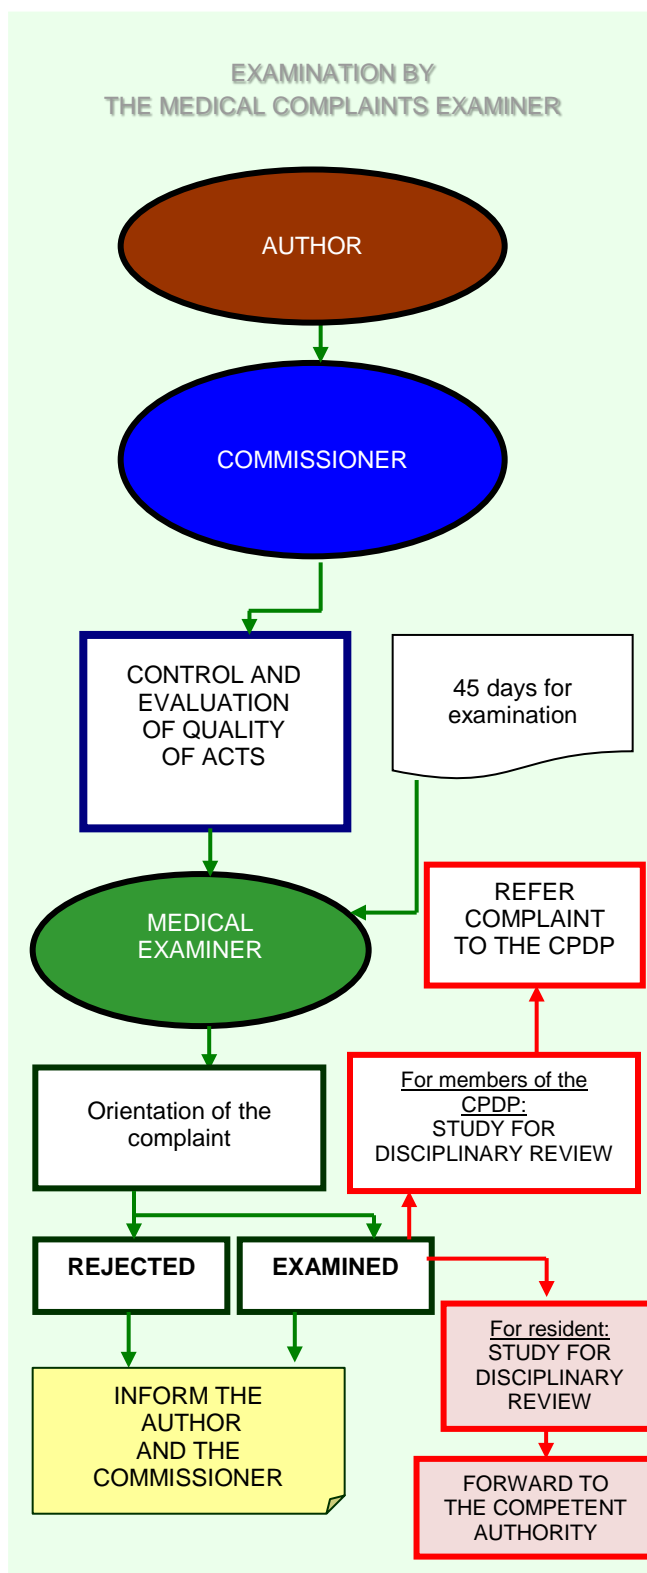 EXAMINATION BY
THE MEDICAL COMPLAINTS EXAMINER
AUTHOR
COMMISSIONER
CONTROL AND
EVALUATION
OF QUALITY
OF ACTS
45 days for
examination
MEDICAL
EXAMINER
REFER
COMPLAINT
TO THE CPDP
Orientation of the
complaint
For members of the
CPDP:
STUDY FOR
DISCIPLINARY REVIEW
REJECTED
EXAMINED
For resident:
STUDY FOR
DISCIPLINARY
REVIEW
INFORM THE
AUTHOR
AND THE
COMMISSIONER
FORWARD TO
THE COMPETENT
AUTHORITY